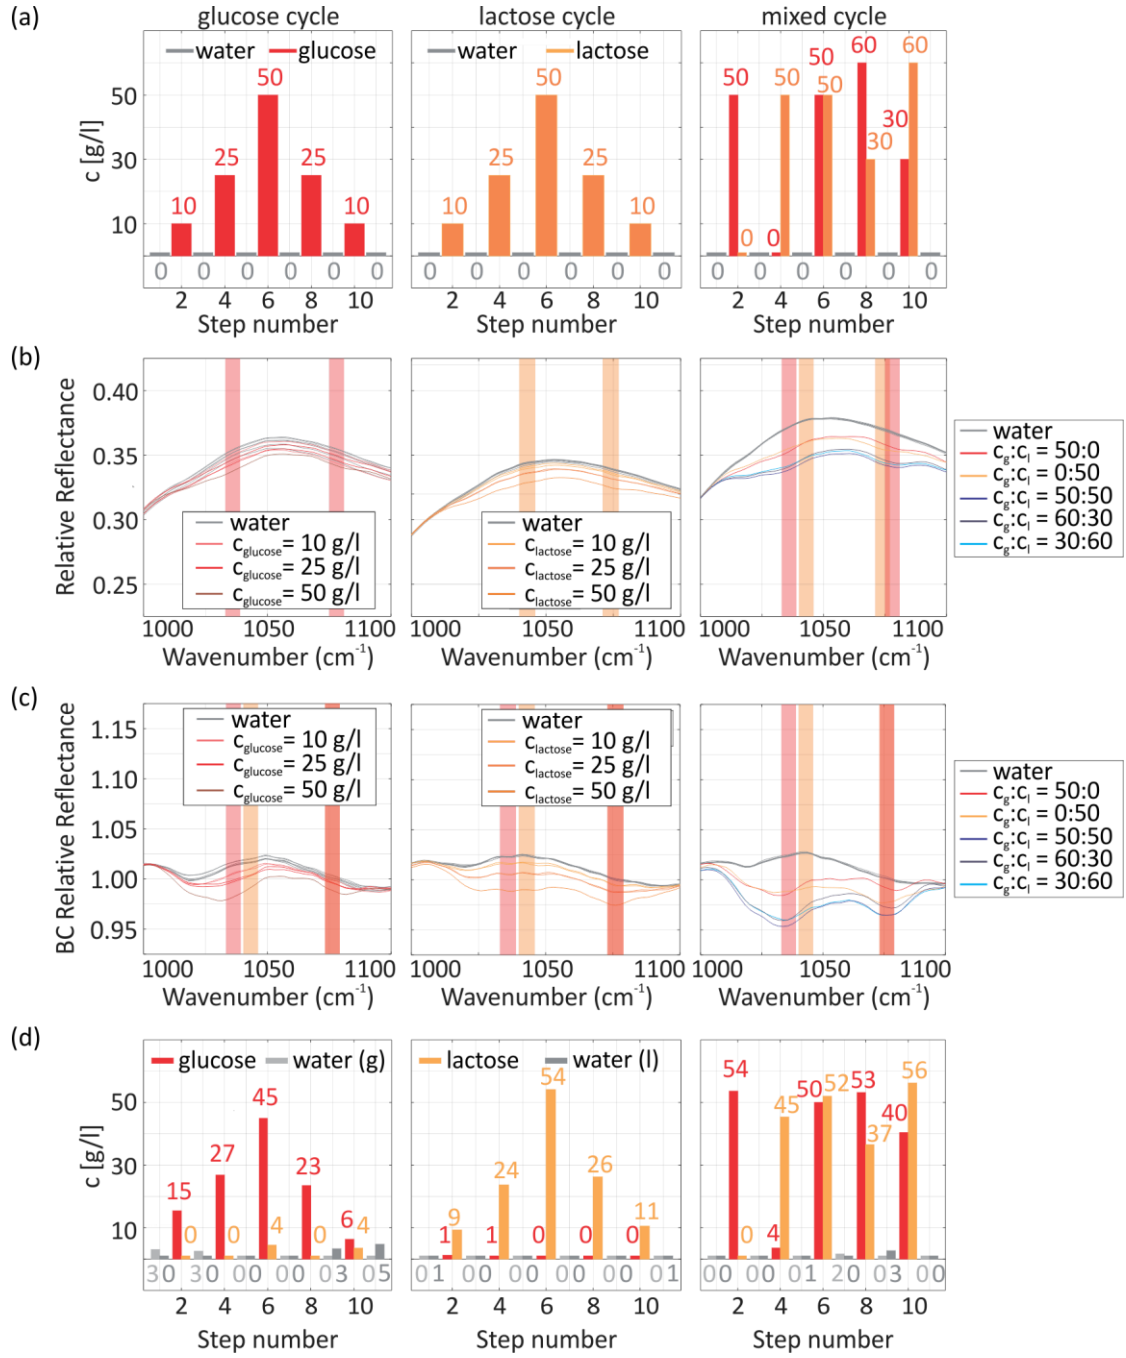 (a)
glucose cycle
lactose cycle
mixed cycle
water glucose
water lactose
c [g/l]
50
30
10
10 25 50 25 10
0 0 0 0 0 0
2 4 6 8 10
Step number
10 25 50 25 10
0 0 0 0 0 0
2 4 6 8 10
Step number
50 0 0 50 50 50 60 30 30 60
0 0 0 0 0 0
2 4 6 8 10
Step number
(b)
Relative Reflectance
0.40
0.35
0.30
0.25
water
cglucose= 10 g/l
cglucose= 25 g/l
cglucose= 50 g/l
1000 1050 1100
Wavenumber (cm-1)
water
clactose= 10 g/l
clactose= 25 g/l
clactose= 50 g/l
1000 1050 1100
Wavenumber (cm-1)
1000 1050 1100
Wavenumber (cm-1)
water
cg:cl = 50:0
cg:cl = 0:50
cg:cl = 50:50
cg:cl = 60:30
cg:cl = 30:60
(c)
BC Relative Reflectance
1.15
1.10
1.05
1.00
0.95
water
cglucose= 10 g/l
cglucose= 25 g/l
cglucose= 50 g/l
1000 1050 1100
Wavenumber (cm-1)
water
clactose= 10 g/l
clactose= 25 g/l
clactose= 50 g/l
1000 1050 1100
Wavenumber (cm-1)
1000 1050 1100
Wavenumber (cm-1)
water
cg:cl = 50:0
cg:cl = 0:50
cg:cl = 50:50
cg:cl = 60:30
cg:cl = 30:60
(d)
glucose water (g)
lactose water (l)
c [g/l]
50
30
10
15 0 27 0 45 4 23 0 6 4
30 30 00 00 03 05
2 4 6 8 10
Step number
1 9 1 24 0 54 0 26 0 11
01 00 00 00 00 01
2 4 6 8 10
Step number
54 0 4 45 50 52 53 37 40 56
00 00 01 20 03 00
2 4 6 8 10
Step number